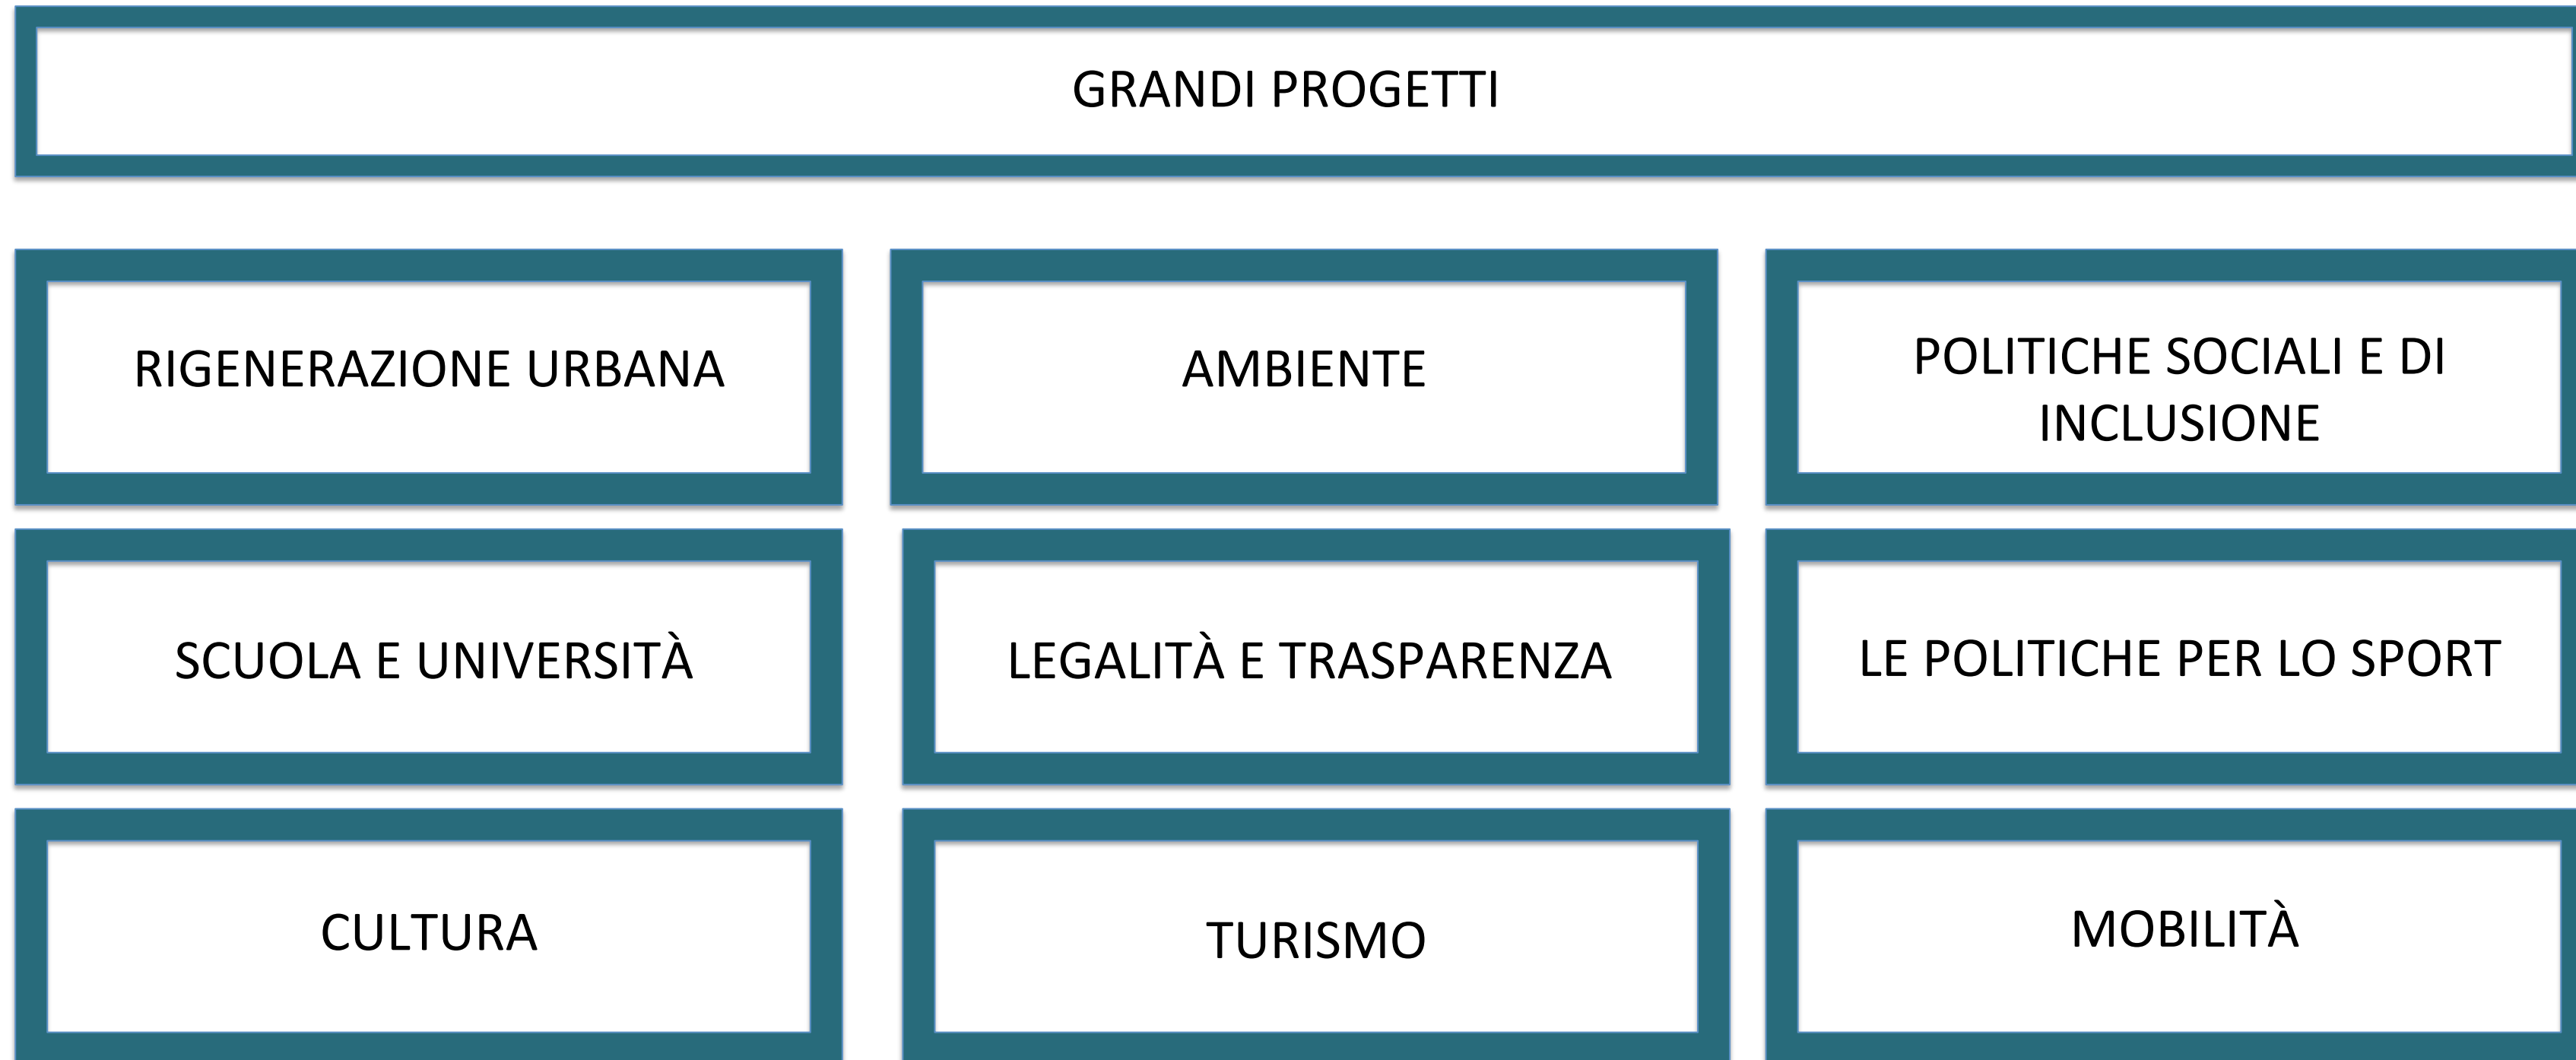 GRANDI PROGETTI
RIGENERAZIONE URBANA
AMBIENTE
POLITICHE SOCIALI E DI
INCLUSIONE
SCUOLA E UNIVERSITÀ
LEGALITÀ E TRASPARENZA
LE POLITICHE PER LO SPORT
CULTURA
TURISMO
MOBILITÀ